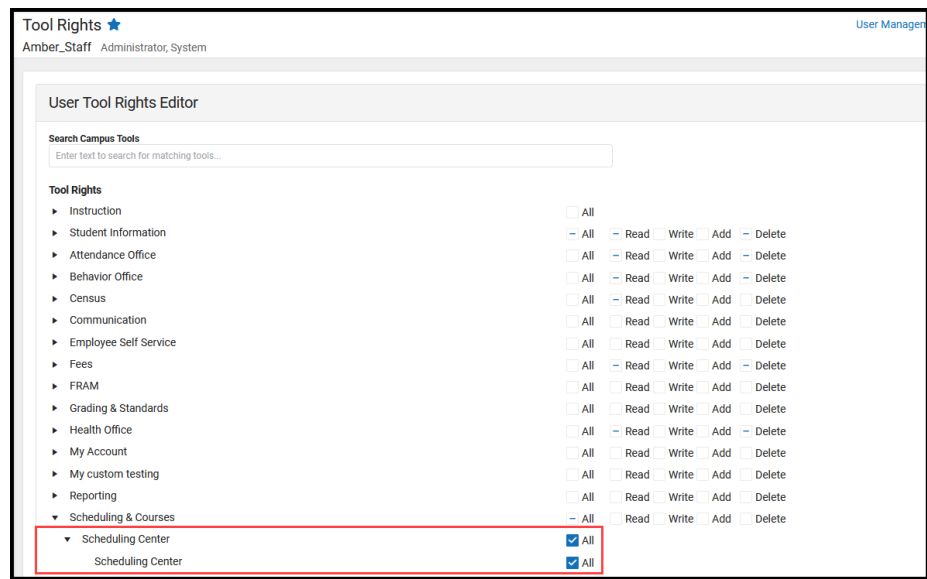 Tool Rights
User Managem
Amber_Staff Administrator, System
User Tool Rights Editor
Search Campus Tools
Enter text to search for matching tools...
Tool Rights
Instruction All
Student Information All Read Write Add Delete
Attendance Office All Read Write Add Delete
Behavior Office All Read Write Add Delete
Census All Read Write Add Delete
Communication All Read Write Add Delete
Employee Self Service All Read Write Add Delete
Fees All Read Write Add Delete
FRAM All Read Write Add Delete
Grading & Standards All Read Write Add Delete
Health Office All Read Write Add Delete
My Account All Read Write Add Delete
My custom testing All Read Write Add Delete
Reporting All Read Write Add Delete
Scheduling & Courses All Read Write Add Delete
Scheduling Center All
Scheduling Center All